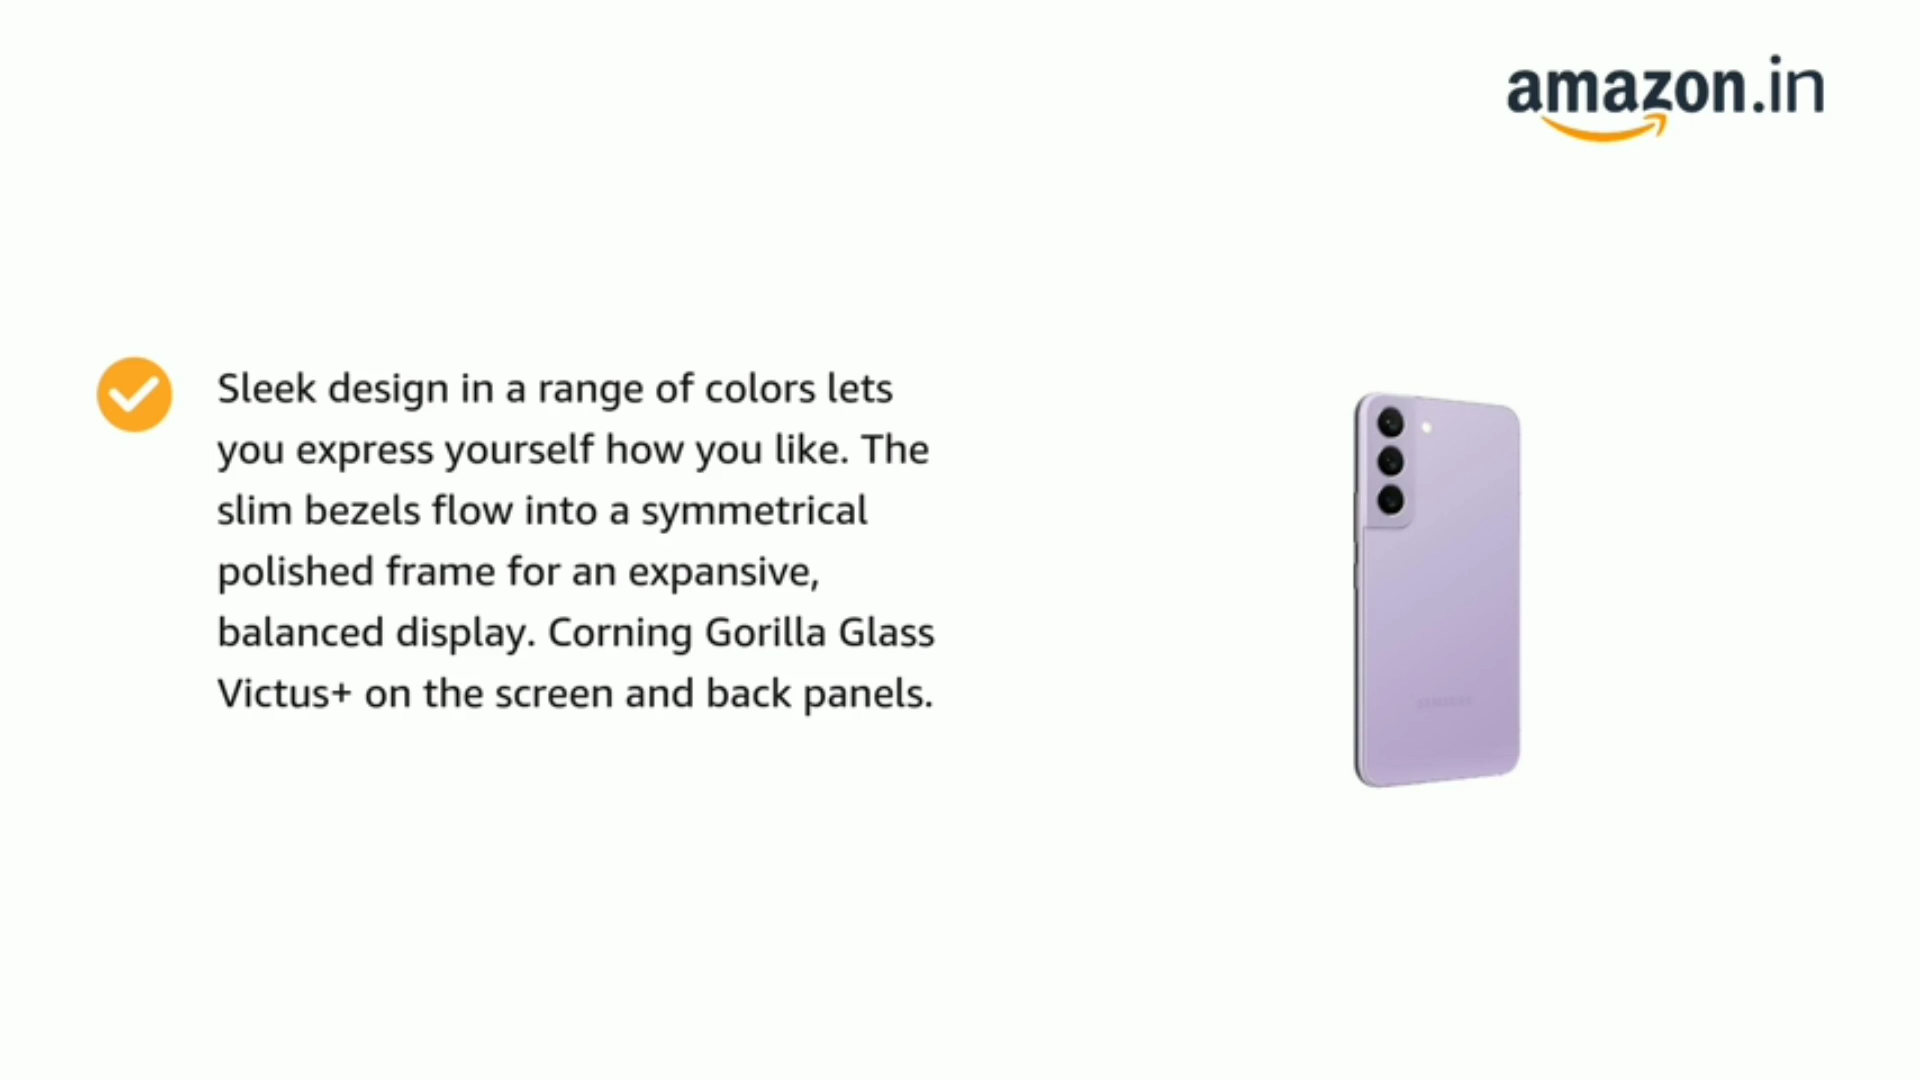 amazon.in
Sleek design in a range of colors lets
you express yourself how you like. The
slim bezels flow into a symmetrical
polished frame for an expansive,
balanced display. Corning Gorilla Glass
Victus+ on the screen and back panels.
SAMSUNG